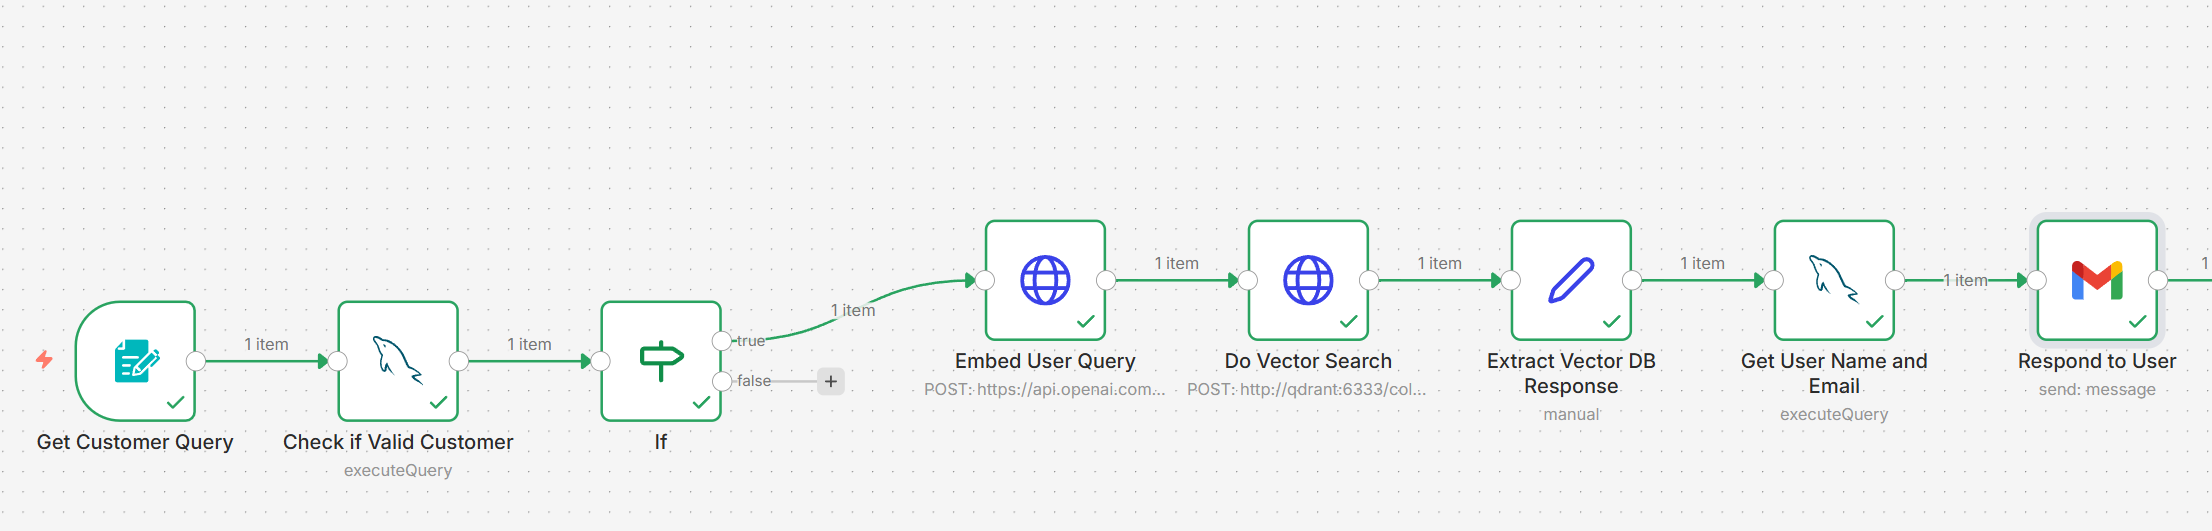 Get Customer Query
1 item
Check if Valid Customer
executeQuery
1 item
If
true
false
1 item
Embed User Query
POST: https://api.openai.com...
1 item
Do Vector Search
POST: http://qdrant:6333/col...
1 item
Extract Vector DB
Response
manual
1 item
Get User Name and
Email
executeQuery
1 item
Respond to User
send: message
1